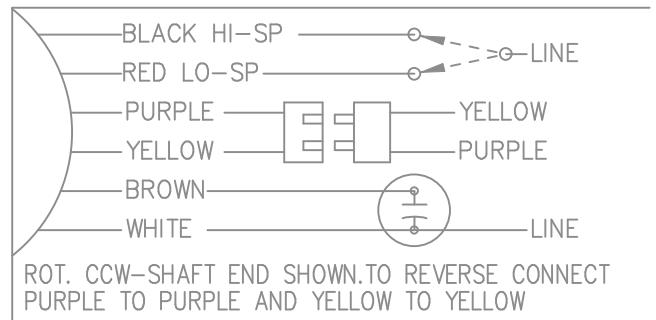 BLACK HI-SP
LINE
RED LO-SP
PURPLE YELLOW
YELLOW PURPLE
BROWN
WHITE LINE
ROT. CCW-SHAFT END SHOWN.TO REVERSE CONNECT
PURPLE TO PURPLE AND YELLOW TO YELLOW